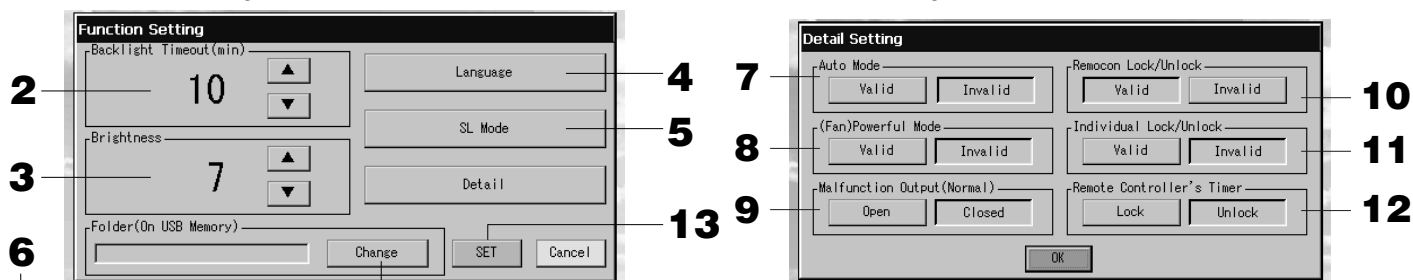 Function Setting
Backlight Timeout(min)
10
2
Language
4
SL Mode
5
Brightness
7
3
Detail
Folder(On USB Memory)
6
Change
SET
13
Cancel
Detail Setting
Auto Mode
7
Valid
Invalid
Remocon Lock/Unlock
Valid
Invalid
10
(Fan)Powerful Mode
8
Valid
Invalid
Individual Lock/Unlock
Valid
Invalid
11
Malfunction Output(Normal)
9
Open
Closed
Remote Controller's Timer
Lock
Unlock
12
OK